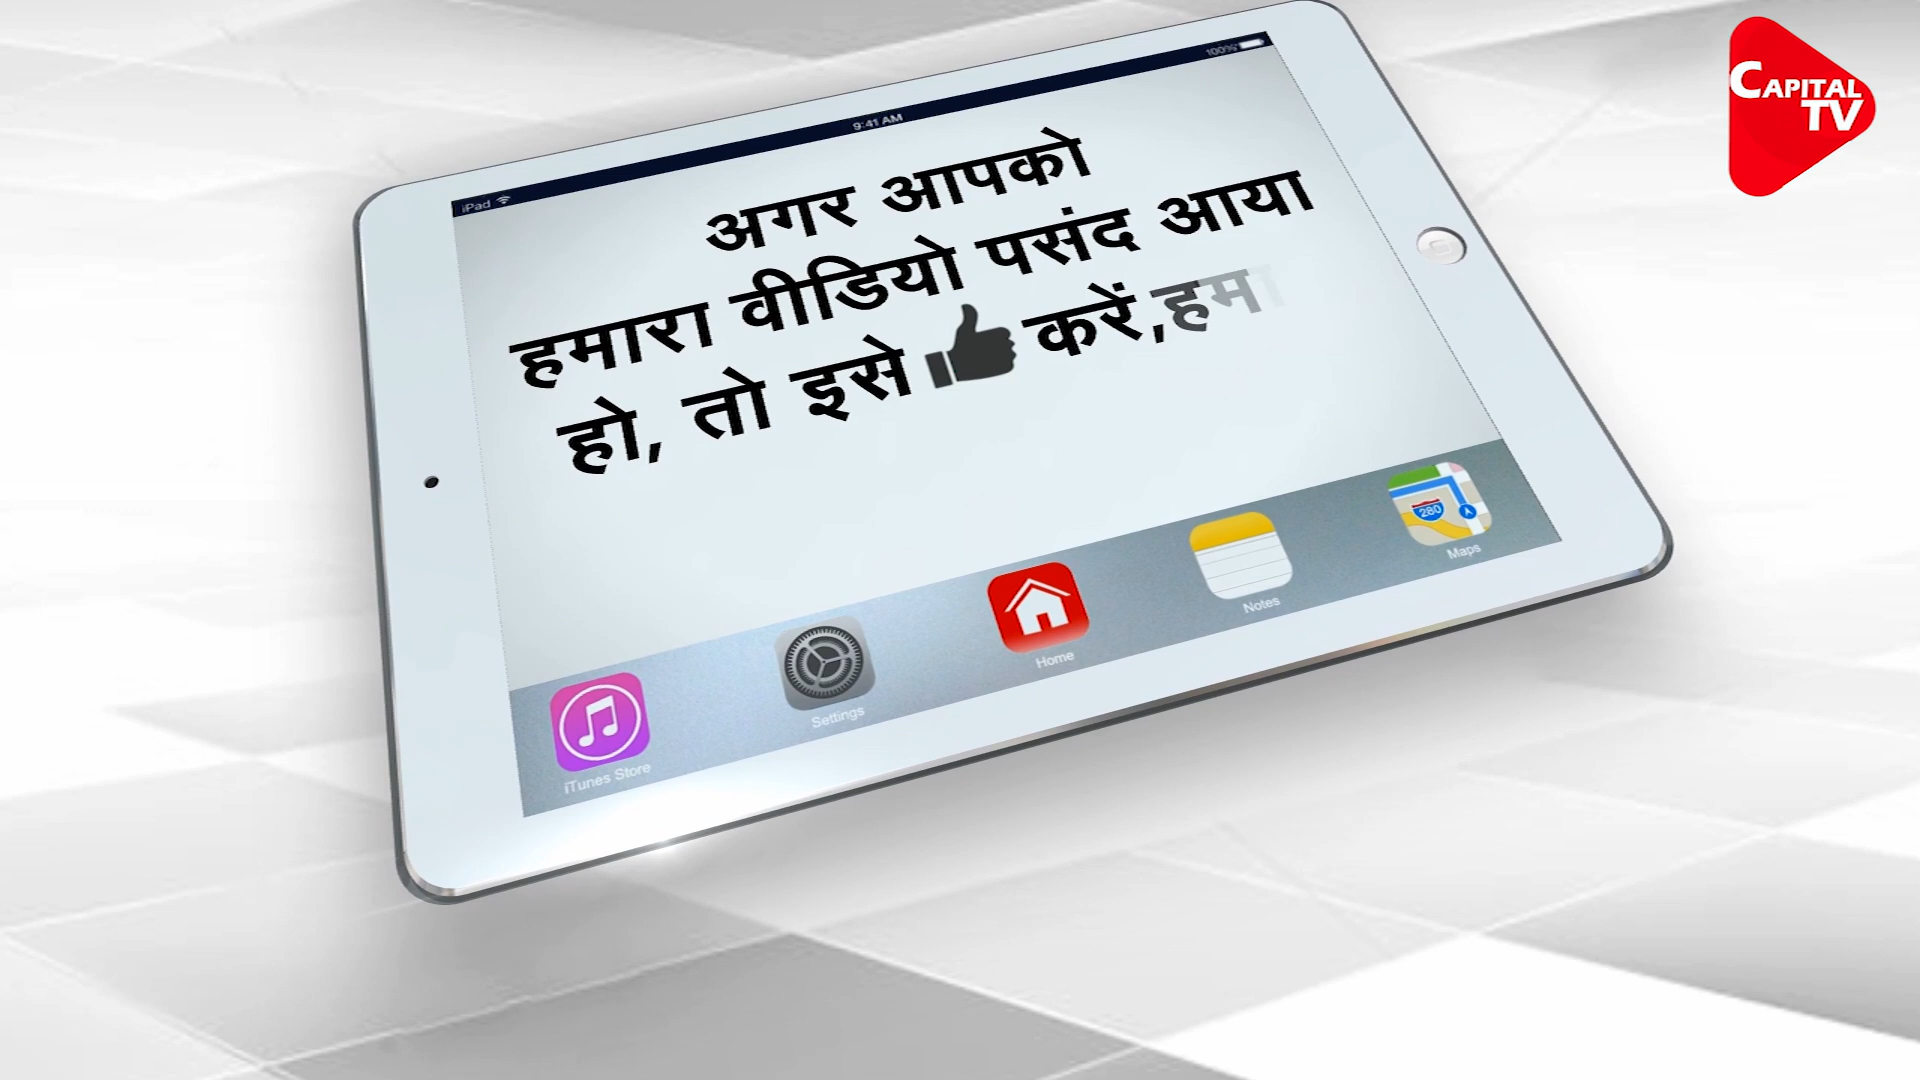 CAPITAL
TV
iPad
9:41 AM
100%
अगर आपको
हमारा वीडियो पसंद आया
हो, तो इसे करें, हमा
280
iTunes Store
Settings
Home
Notes
Maps